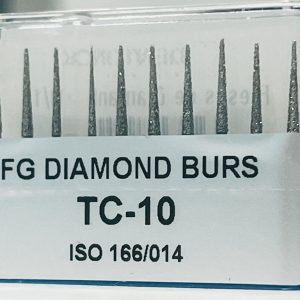 FG DIAMOND BURS
TC-10
ISO 166/014